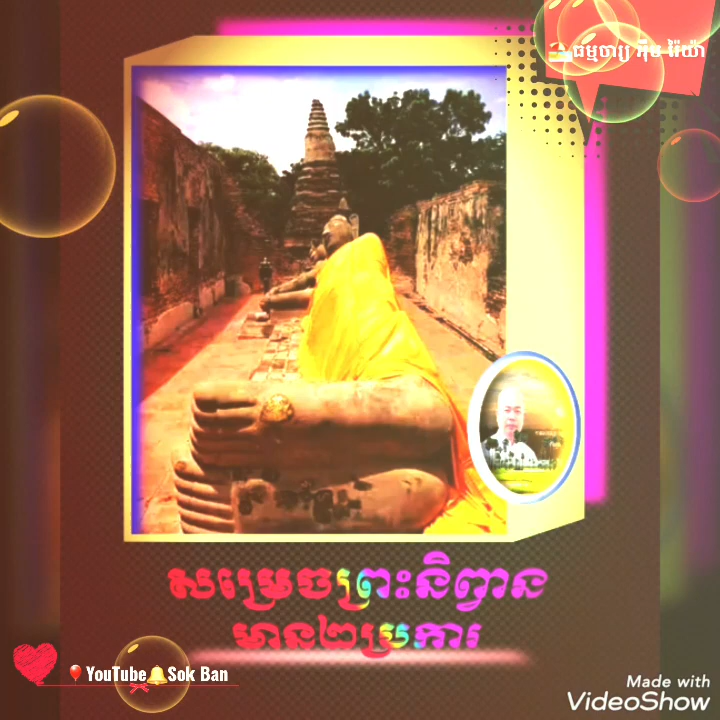 ធម្មចារ្យ អ៊ឹម រ៉ៃយ៉ា
សម្រេចព្រះនិព្វាន
មាន២ប្រការ
YouTube Sok Ban
Made with
VideoShow